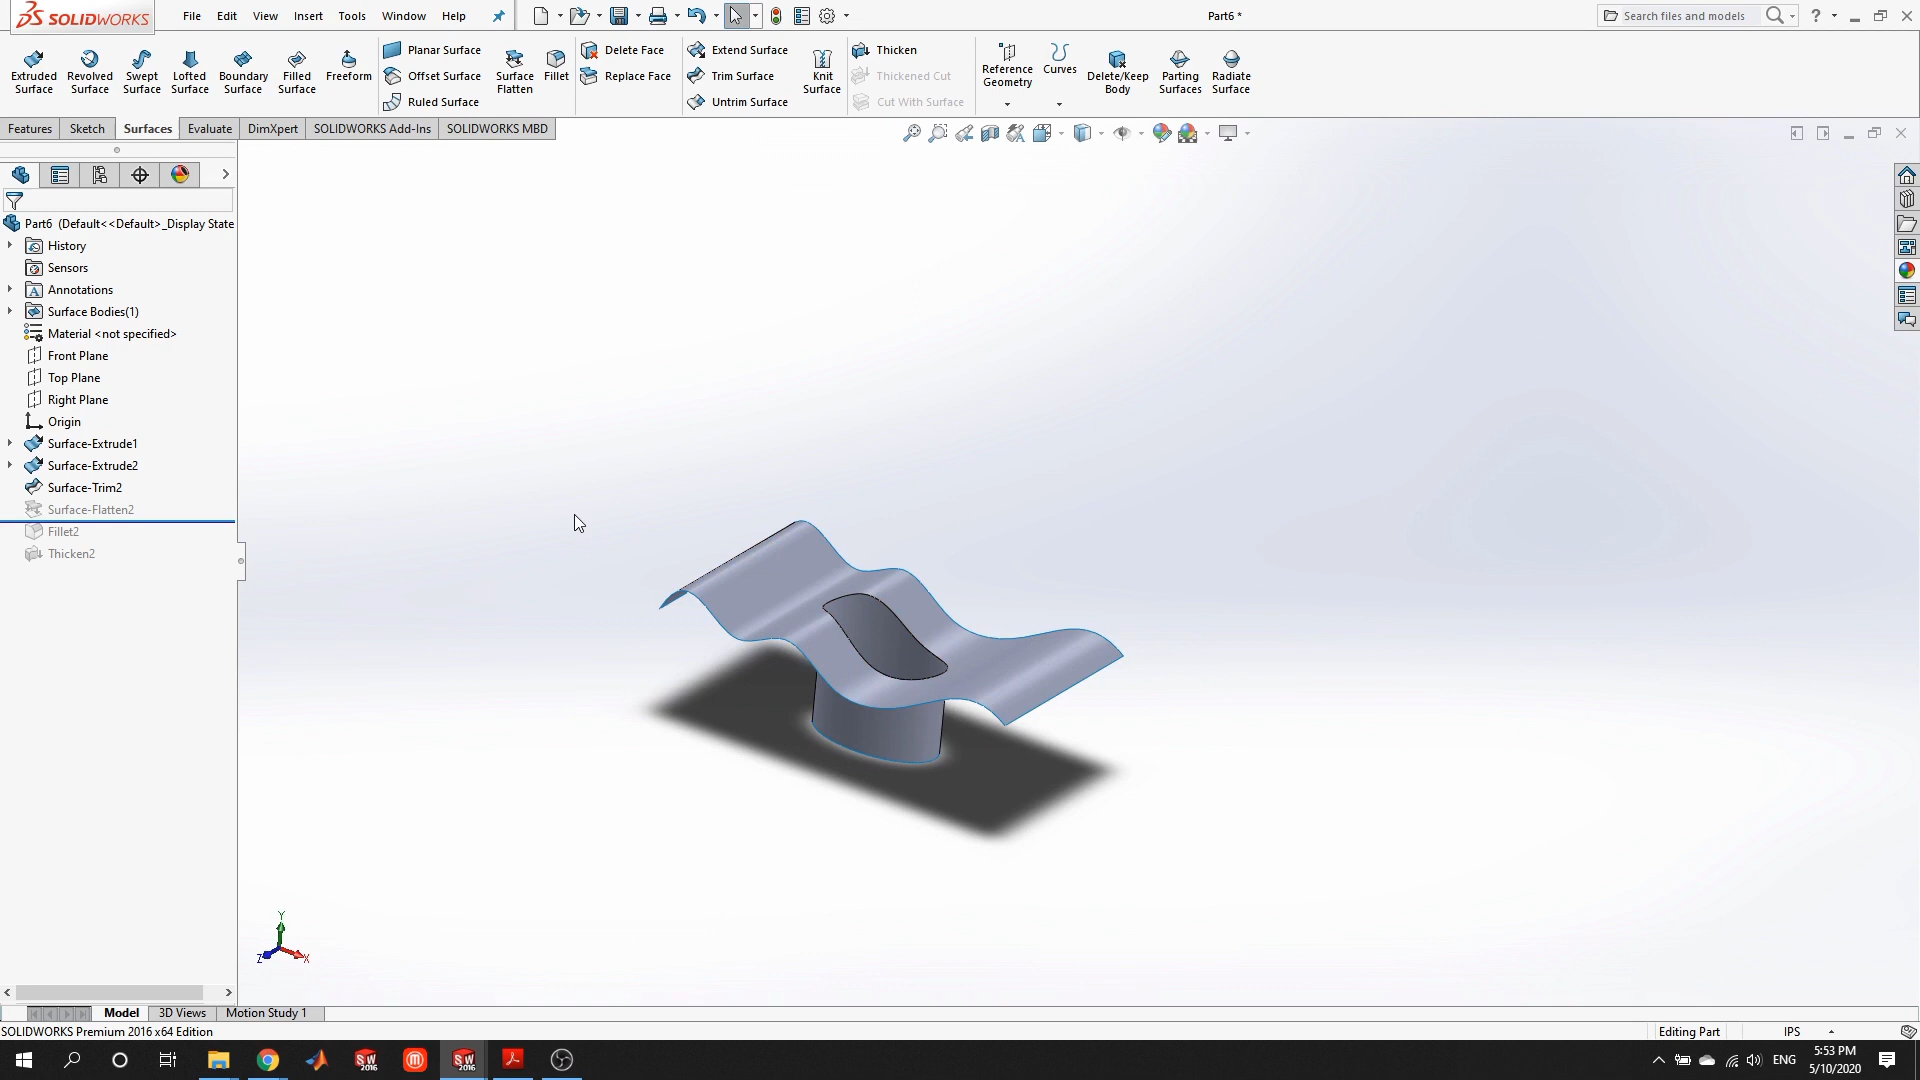 SOLIDWORKS File Edit View Insert Tools Window Help Part6 * Search files and models ?
Extruded Surface
Revolved Surface
Swept Surface
Lofted Surface
Boundary Surface
Filled Surface
Freeform
Planar Surface
Offset Surface
Ruled Surface
Surface Flatten
Fillet
Delete Face
Replace Face
Extend Surface
Trim Surface
Untrim Surface
Knit Surface
Thicken
Thickened Cut
Cut With Surface
Reference Geometry
Curves
Delete/Keep Body
Parting Surfaces
Radiate Surface
Features Sketch Surfaces Evaluate DimXpert SOLIDWORKS Add-Ins SOLIDWORKS MBD
Part6 (Default<<Default>_Display State
History
Sensors
Annotations
Surface Bodies(1)
Material <not specified>
Front Plane
Top Plane
Right Plane
Origin
Surface-Extrude1
Surface-Extrude2
Surface-Trim2
Surface-Flatten2
Fillet2
Thicken2
Y
Z X
Model 3D Views Motion Study 1
SOLIDWORKS Premium 2016 x64 Edition Editing Part IPS
SW 2016 SW 2016 ENG 5:53 PM
5/10/2020